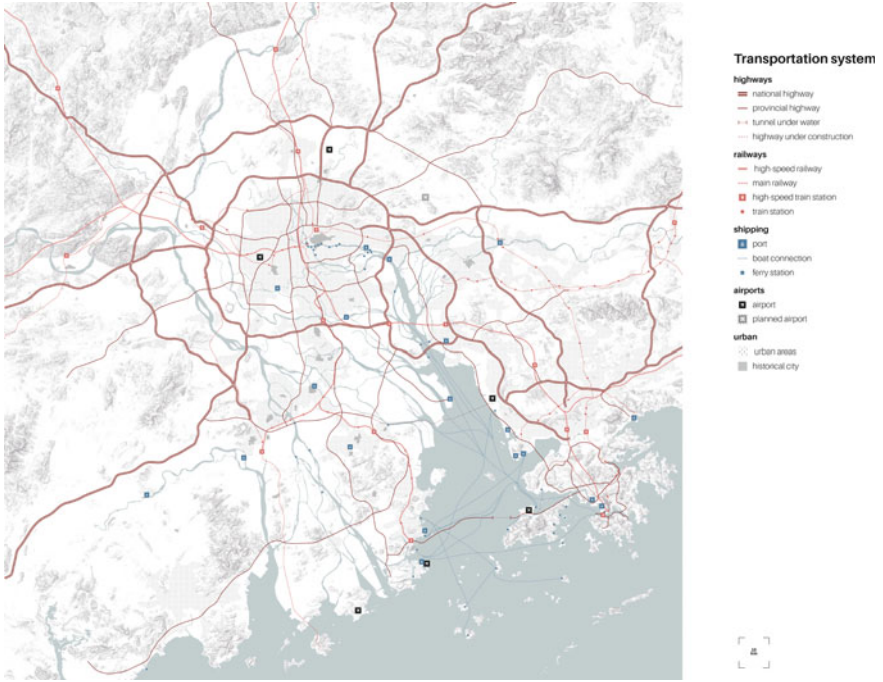 Transportation system
highways
national highway
provincial highway
tunnel under water
highway under construction
railways
high-speed railway
main railway
high-speed train station
train station
shipping
port
boat connection
ferry station
airports
airport
planned airport
urban
urban areas
historical city